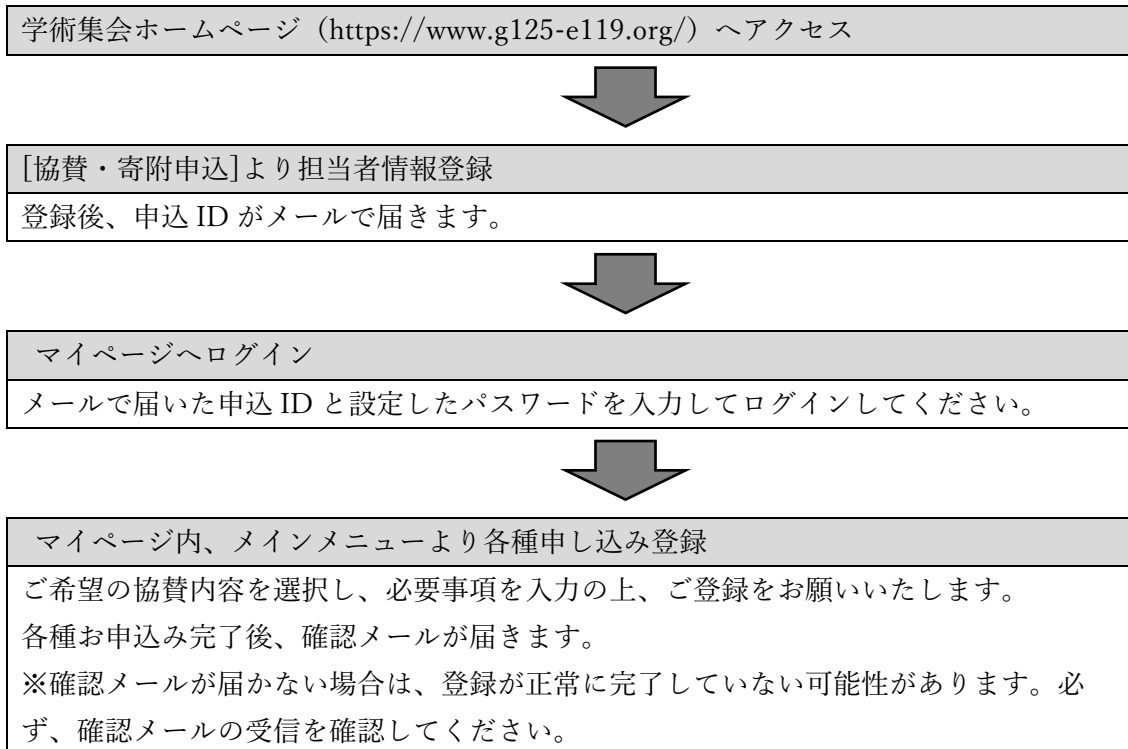 学術集会ホームページ（https://www.g125-e119.org/）へアクセス
[協賛・寄附申込]より担当者情報登録
登録後、申込 ID がメールで届きます。
マイページへログイン
メールで届いた申込 ID と設定したパスワードを入力してログインしてください。
マイページ内、メインメニューより各種申し込み登録
ご希望の協賛内容を選択し、必要事項を入力の上、ご登録をお願いいたします。
各種お申込み完了後、確認メールが届きます。
※確認メールが届かない場合は、登録が正常に完了していない可能性があります。必
ず、確認メールの受信を確認してください。